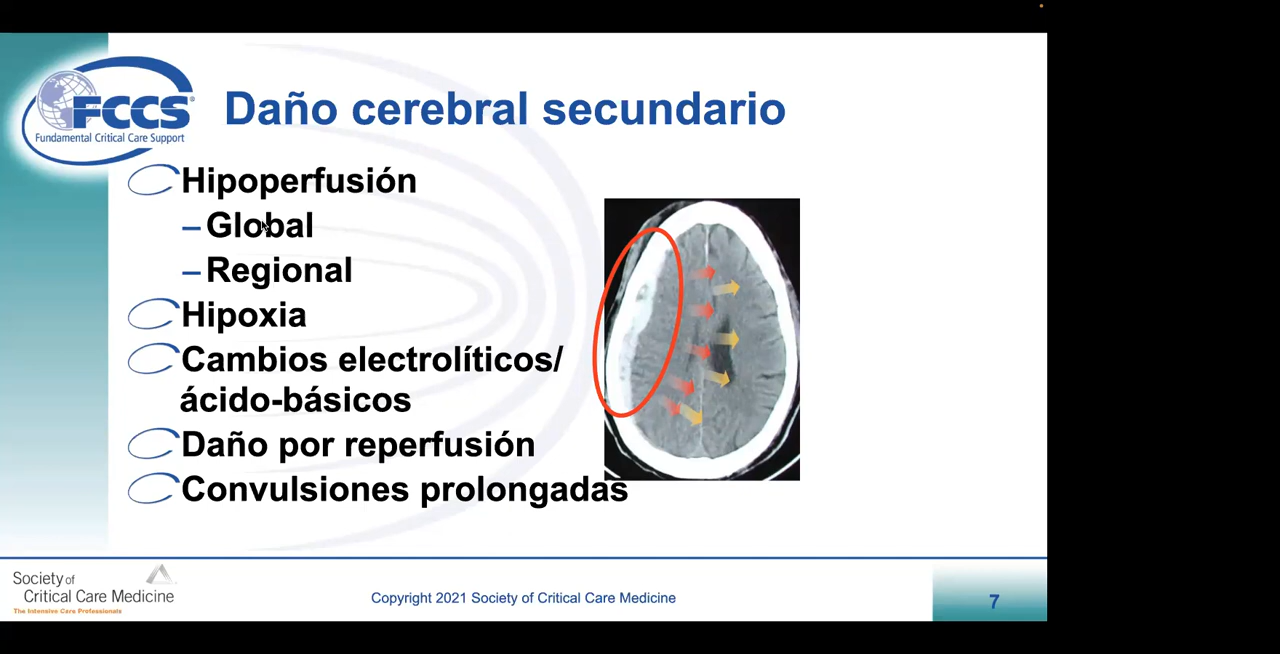 FCCS®
Fundamental Critical Care Support
Daño cerebral secundario
Hipoperfusión
– Global
– Regional
Hipoxia
Cambios electrolíticos/
ácido-básicos
Daño por reperfusión
Convulsiones prolongadas
Society of
Critical Care Medicine
The Intensive Care Professionals
Copyright 2021 Society of Critical Care Medicine
7